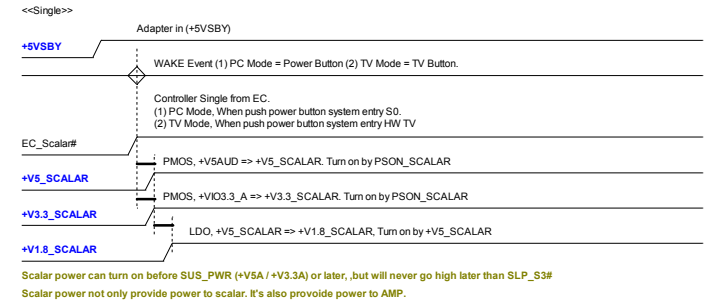 <<Single>>
Adapter in (+5VSBY)
+5VSBY
WAKE Event (1) PC Mode = Power Button (2) TV Mode = TV Button.
Controller Single from EC.
(1) PC Mode, When push power button system entry S0.
(2) TV Mode, When push button system entry HW TV
EC_Scalar#
PMOS, +V5AUD => +V5_SCALAR. Turn on by PSON_SCALAR
+V5_SCALAR
PMOS, +VIO3.3_A => +V3.3_SCALAR. Turn on by PSON_SCALAR
+V3.3_SCALAR
LDO, +V5_SCALAR => +V1.8_SCALAR, Turn on by +V5_SCALAR
+V1.8_SCALAR
Scalar power can turn on before SUS_PWR (+V5A / +V3.3A) or later, ,but will never go high later than SLP_S3#
Scalar power not only provide power to scalar. It's also provoide power to AMP.